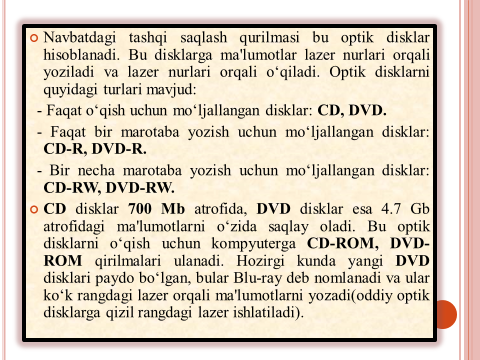 Navbatdagi tashqi saqlash qurilmasi bu optik disklar
hisoblanadi. Bu disklarga ma'lumotlar lazer nurlari orqali
yoziladi va lazer nurlari orqali o‘qiladi. Optik disklarni
quyidagi turlari mavjud:
- Faqat o‘qish uchun mo‘ljallangan disklar: CD, DVD.
- Faqat bir marotaba yozish uchun mo‘ljallangan disklar:
CD-R, DVD-R.
- Bir necha marotaba yozish uchun mo‘ljallangan disklar:
CD-RW, DVD-RW.
CD disklar 700 Mb atrofida, DVD disklar esa 4.7 Gb
atrofidagi ma'lumotlarni o‘zida saqlay oladi. Bu optik
disklarni o‘qish uchun kompyuterga CD-ROM, DVD-
ROM qirilmalari ulanadi. Hozirgi kunda yangi DVD
disklari paydo bo‘lgan, bular Blu-ray deb nomlanadi va ular
ko‘k rangdagi lazer orqali ma'lumotlarni yozadi(oddiy optik
disklarga qizil rangdagi lazer ishlatiladi).